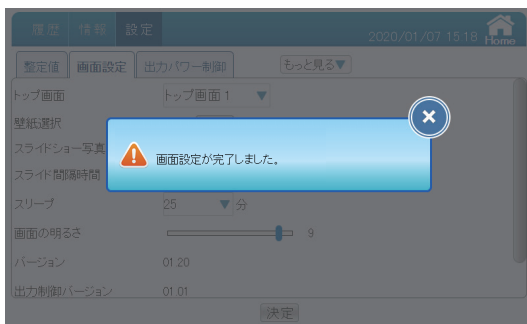 履歴 情報 設定
2020/01/07 15:18 Home
整定値 画面設定 出力パワー制御 もっと見る▼
トップ画面 トップ画面 1 ▼
壁紙選択
スライドショー写真
画面設定が完了しました。
スライド間隔時間
スリープ 25 ▼ 分
画面の明るさ 9
バージョン 01.20
出力制御バージョン 01.01
決定